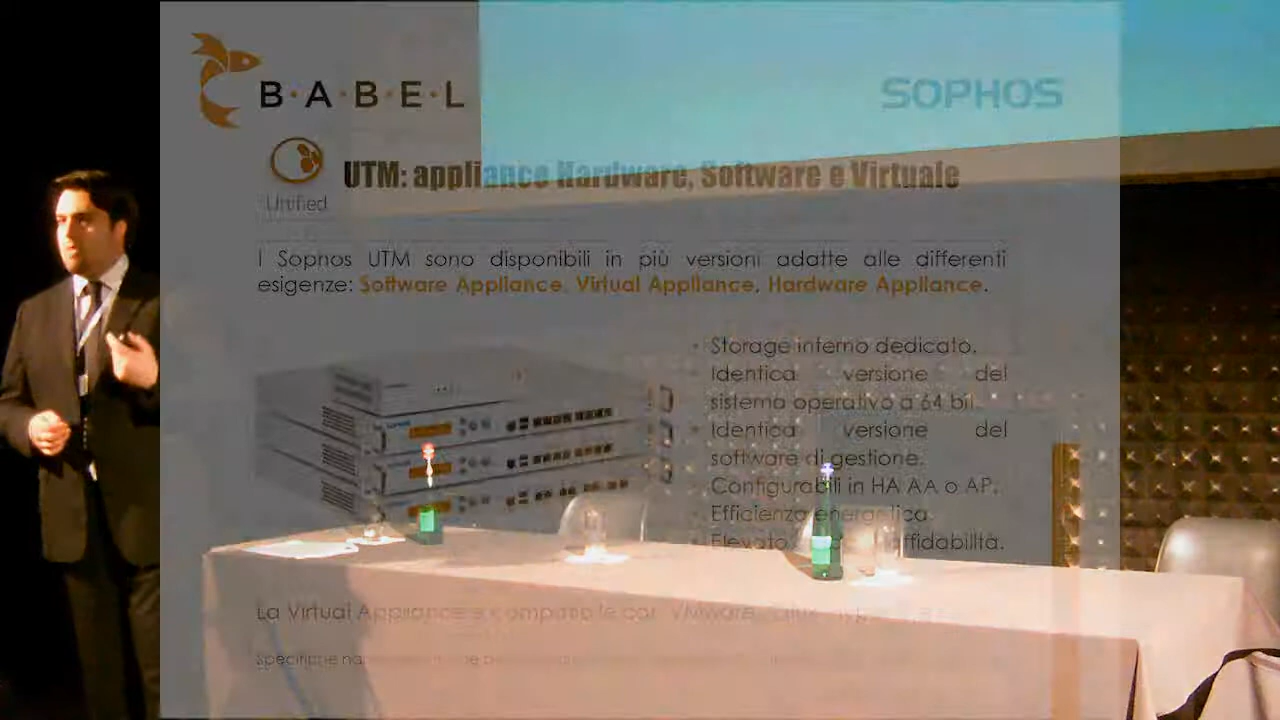 B·A·B·E·L
SOPHOS
UTM: appliance Hardware, Software e Virtuale
Unified
I Sophos UTM sono disponibili in più versioni adatte alle differenti
esigenze: Software Appliance, Virtual Appliance, Hardware Appliance.
• Storage interno dedicato.
• Identica versione del
sistema operativo a 64 bit.
• Identica versione del
software di gestione.
• Configurabili in HA AA o AP.
• Efficienza energetica.
• Elevato affidabilità.
La Virtual Appliance è compatibile con VMware,
Specifiche